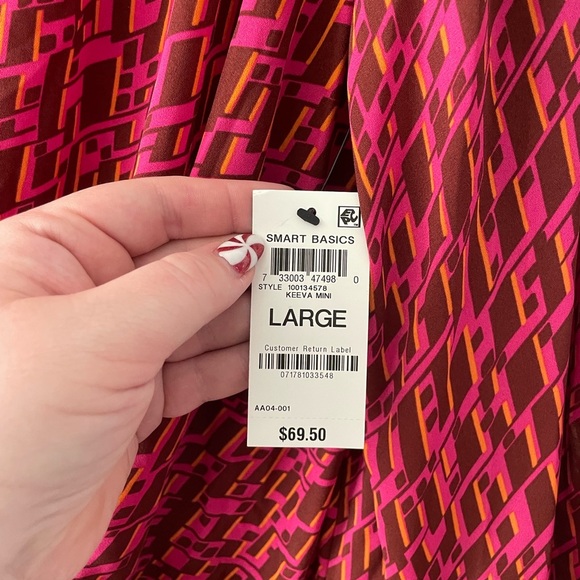 SMART BASICS
7 33003 47498 0
STYLE 100134578
KEEVA MINI
LARGE
Customer Return Label
071781033548
AA04-001
$69.50